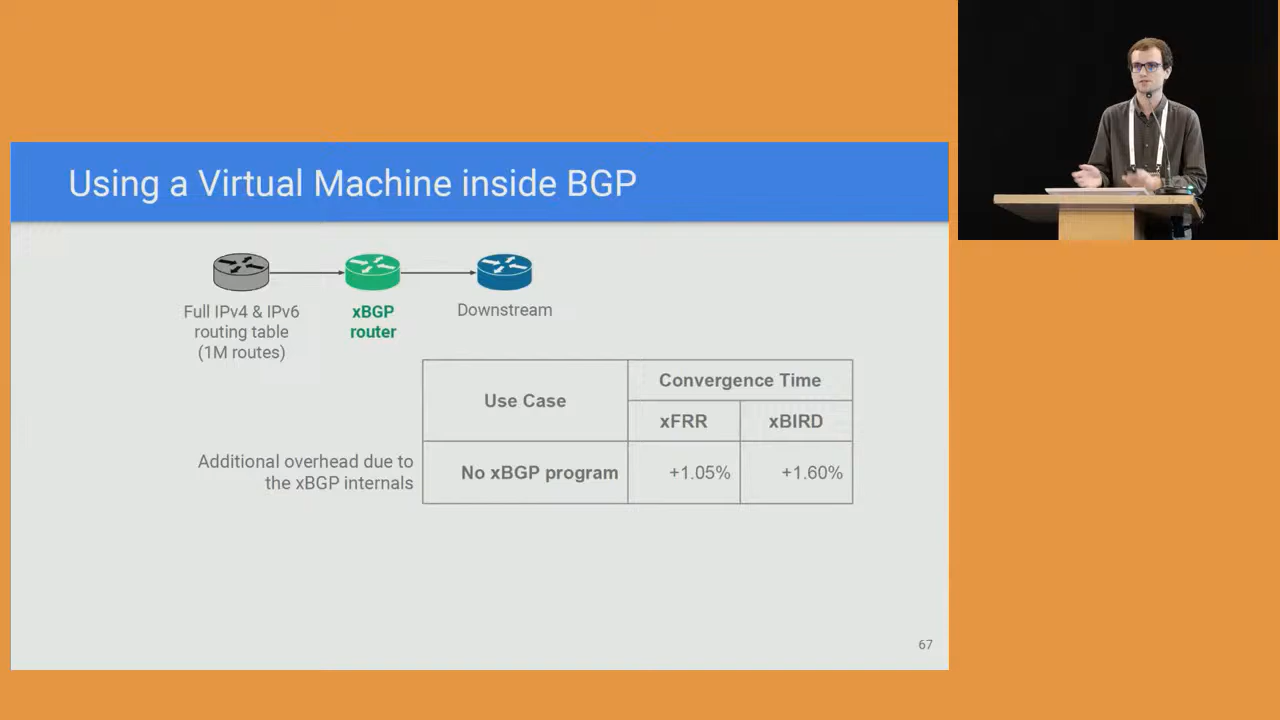 Using a Virtual Machine inside BGP
Full IPv4 & IPv6
routing table
(1M routes)
xBGP
router
Downstream
Use Case
Convergence Time
xFRR
xBIRD
Additional overhead due to
the xBGP internals
No xBGP program
+1.05%
+1.60%
67